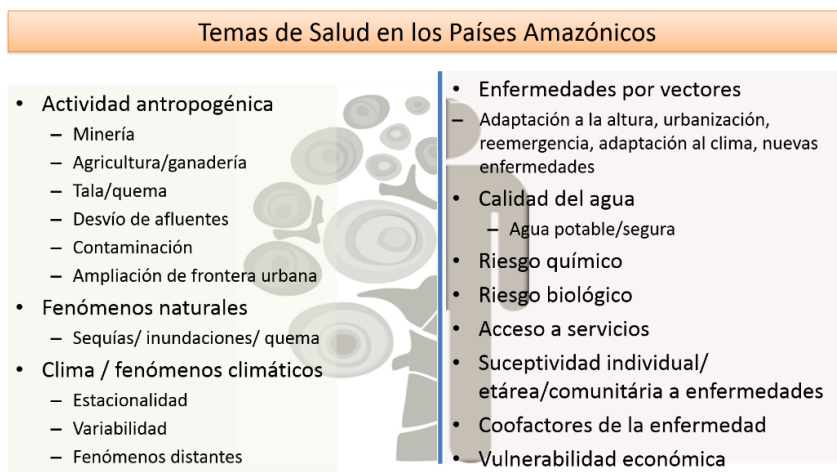 Temas de Salud en los Países Amazónicos
• Actividad antropogénica
– Minería
– Agricultura/ganadería
– Tala/quema
– Desvío de afluentes
– Contaminación
– Ampliación de frontera urbana
• Fenómenos naturales
– Sequías/ inundaciones/ quema
• Clima / fenómenos climáticos
– Estacionalidad
– Variabilidad
– Fenómenos distantes
• Enfermedades por vectores
– Adaptación a la altura, urbanización,
reemergencia, adaptación al clima, nuevas
enfermedades
• Calidad del agua
– Agua potable/segura
• Riesgo químico
• Riesgo biológico
• Acceso a servicios
• Suceptividad individual/
etárea/comunitária a enfermedades
• Coofactores de la enfermedad
• Vulnerabilidad económica